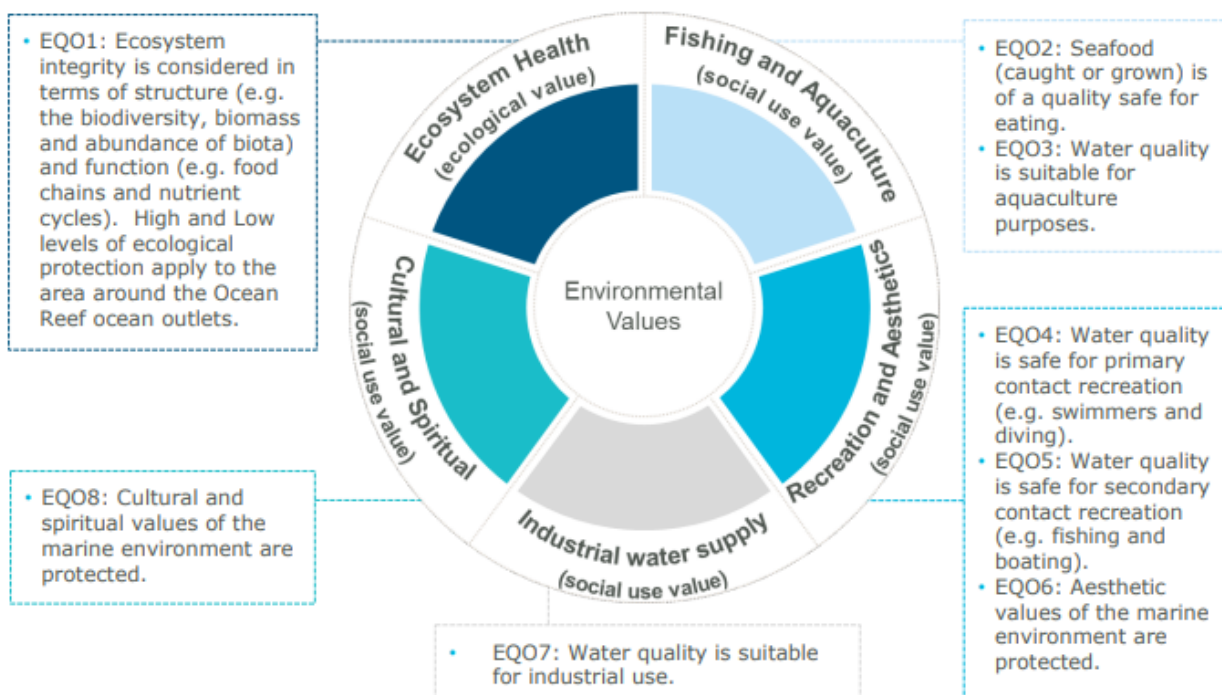 • EQO1: Ecosystem
integrity is considered in
terms of structure (e.g.
the biodiversity, biomass
and abundance of biota)
and function (e.g. food
chains and nutrient
cycles).  High and Low
levels of ecological
protection apply to the
area around the Ocean
Reef ocean outlets.
Ecosystem Health
(ecological value)
Fishing and Aquaculture
(social use value)
• EQO2: Seafood
(caught or grown) is
of a quality safe for
eating.
• EQO3: Water quality
is suitable for
aquaculture
purposes.
Environmental
Values
Cultural and Spiritual
(social use value)
Recreation and Aesthetics
(social use value)
• EQO4: Water quality
is safe for primary
contact recreation
(e.g. swimmers and
diving).
• EQO5: Water quality
is safe for secondary
contact recreation
(e.g. fishing and
boating).
• EQO6: Aesthetic
values of the marine
environment are
protected.
• EQO8: Cultural and
spiritual values of the
marine environment are
protected.
Industrial water supply
(social use value)
• EQO7: Water quality is suitable
for industrial use.